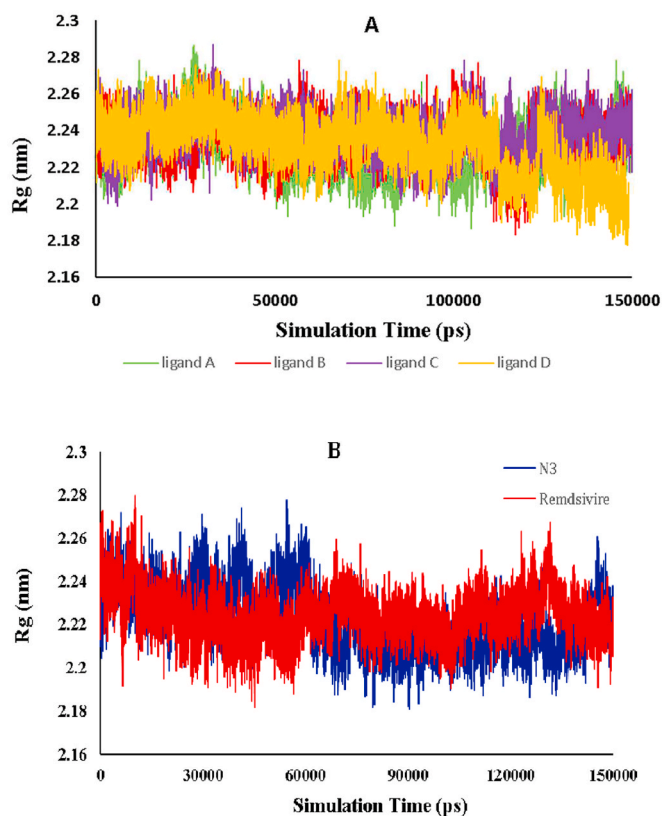 A
2.3
2.28
2.26
2.24
2.22
2.2
2.18
2.16
Rg (nm)
0 50000 100000 150000
Simulation Time (ps)
ligand A ligand B ligand C ligand D
B
2.3
2.28
2.26
2.24
2.22
2.2
2.18
2.16
Rg (nm)
N3
Remdsivire
0 30000 60000 90000 120000 150000
Simulation Time (ps)